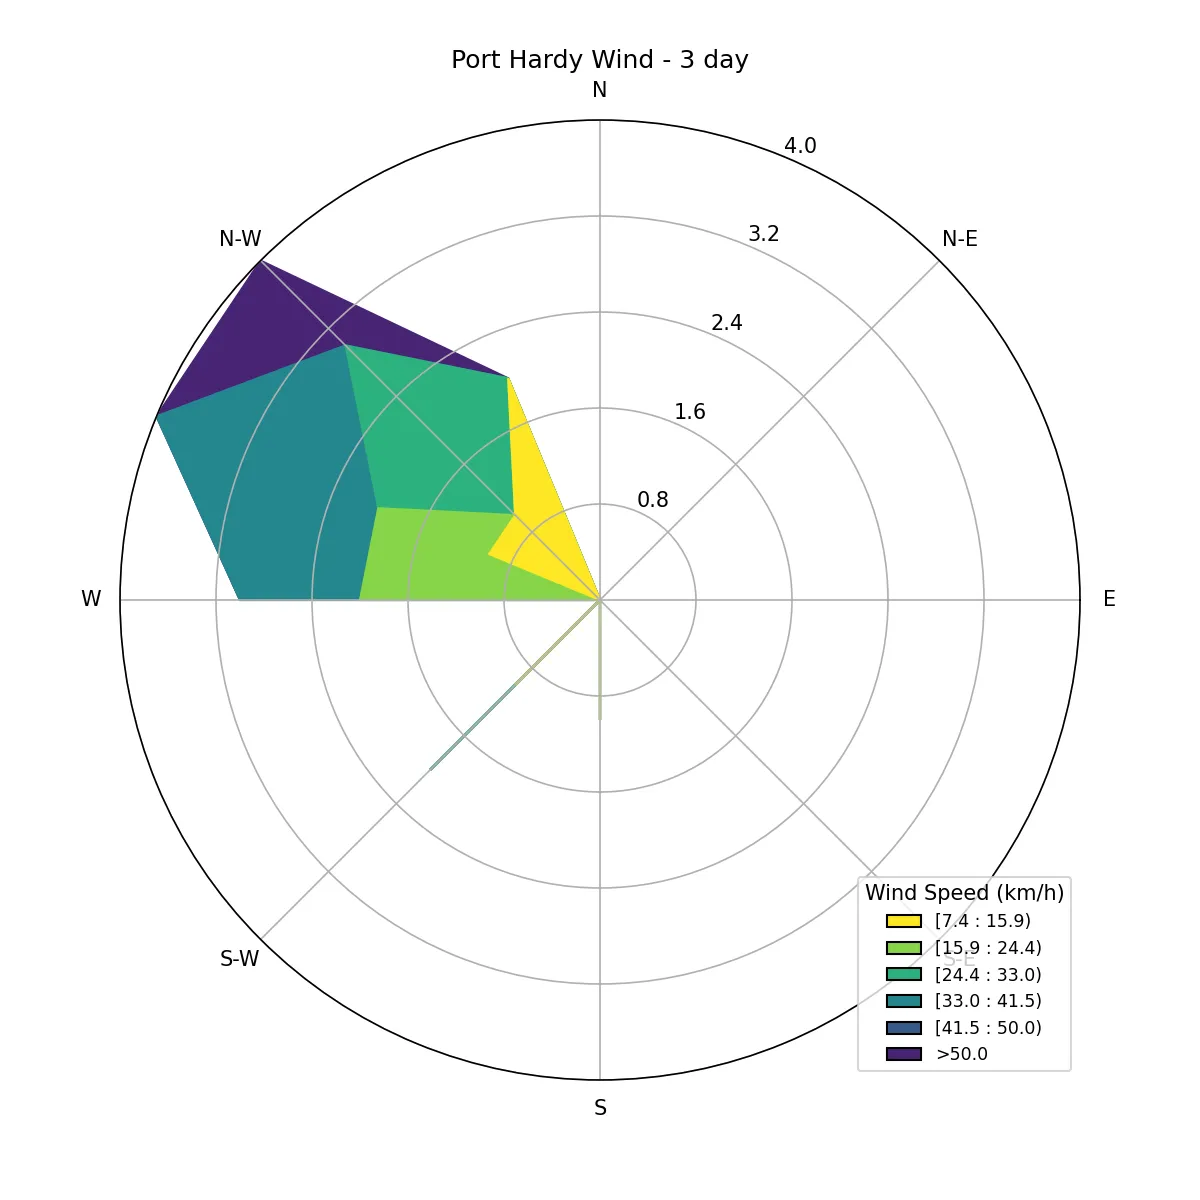 Port Hardy Wind - 3 day
N
4.0
N-W
3.2
N-E
2.4
1.6
0.8
W
E
Wind Speed (km/h)
[7.4 : 15.9)
[15.9 : 24.4)
S-W
S-E
[24.4 : 33.0)
[33.0 : 41.5)
[41.5 : 50.0)
>50.0
S